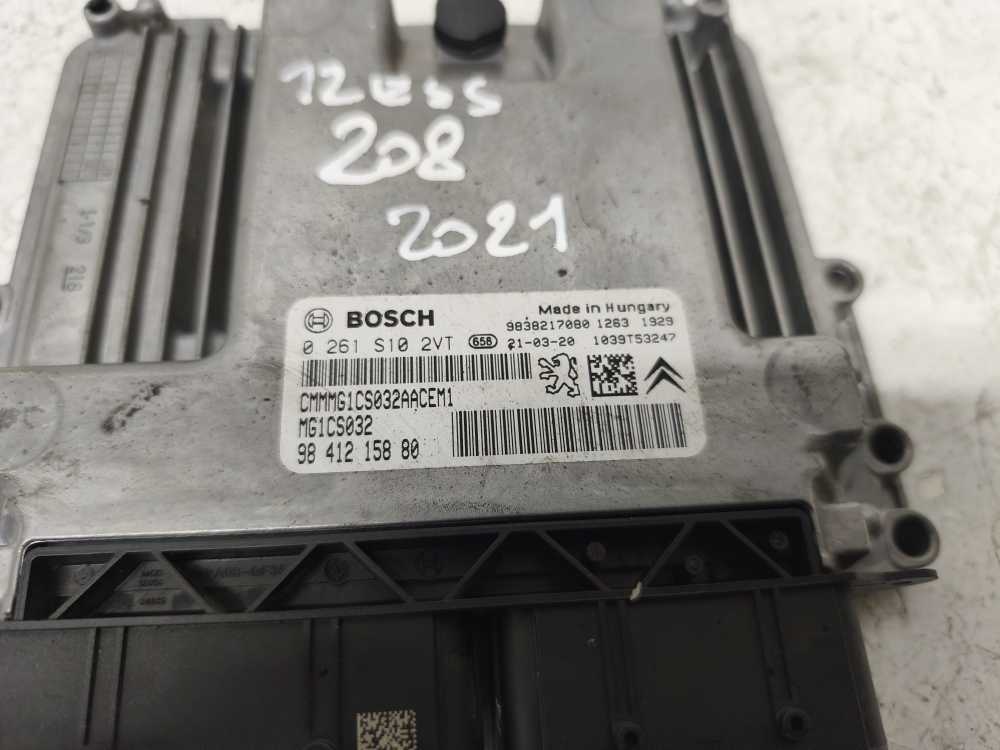 208
2021
BOSCH
Made in Hungary
9838217080 1263 1929
0 261 S10 2VT 658 21-03-20 1039T53247
CMMMG1CS032AACEM1
MG1CS032
98 412 158 80